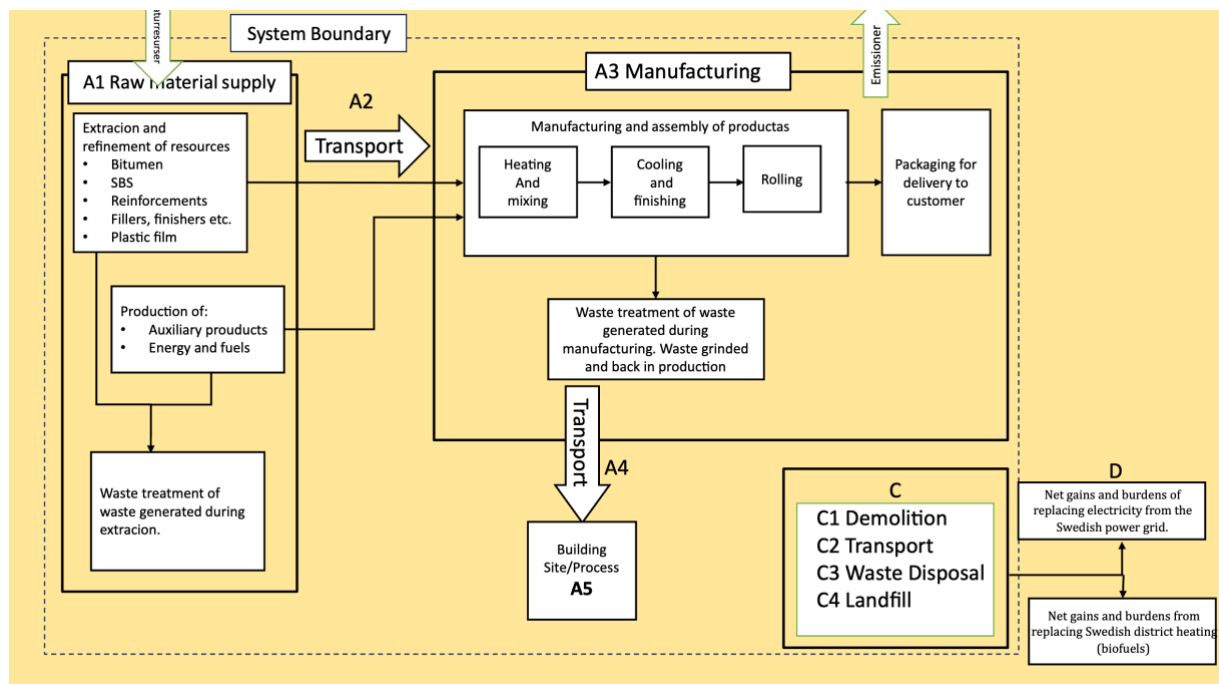 System Boundary
A1 Raw material supply
Extracion and
refinement of resources
• Bitumen
• SBS
• Reinforcements
• Fillers, finishers etc.
• Plastic film
Production of:
• Auxiliary prouducts
• Energy and fuels
Waste treatment of
waste generated during
extracion.
A2
Transport
A3 Manufacturing
Emissioner
Manufacturing and assembly of productas
Heating
And
mixing
Cooling
and
finishing
Rolling
Packaging for
delivery to
customer
Waste treatment of waste
generated during
manufacturing. Waste grinded
and back in production
Transport
A4
Building
Site/Process
A5
C
C1 Demolition
C2 Transport
C3 Waste Disposal
C4 Landfill
D
Net gains and burdens of
replacing electricity from the
Swedish power grid.
Net gains and burdens from
replacing Swedish district heating
(biofuels)